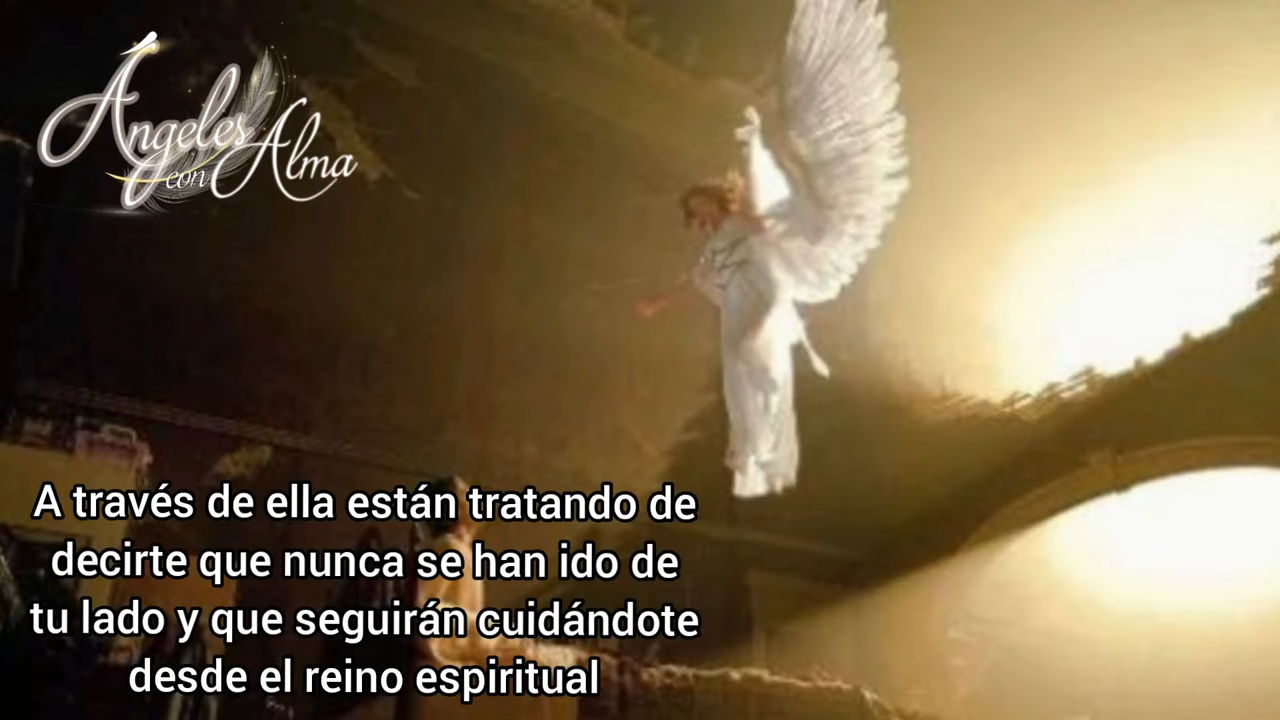 Ángeles
con Alma
A través de ella están tratando de
decirte que nunca se han ido de
tu lado y que seguirán cuidándote
desde el reino espiritual